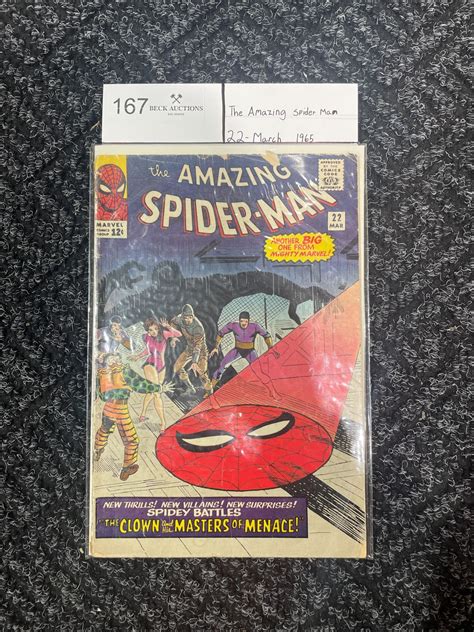 167
BECK AUCTIONS
The Amazing Spider Man
22- March 1965
the AMAZING
SPIDER-MAN
APPROVED
BY THE
COMICS
CODE
AUTHORITY
MARVEL
COMICS
GROUP
12¢
22
MAR
ANOTHER BIG
ONE FROM
MIGHTY MARVEL!
NEW THRILLS! NEW VILLAINS! NEW SURPRISES!
SPIDEY BATTLES
"THE CLOWN and his MASTERS OF MENACE!"